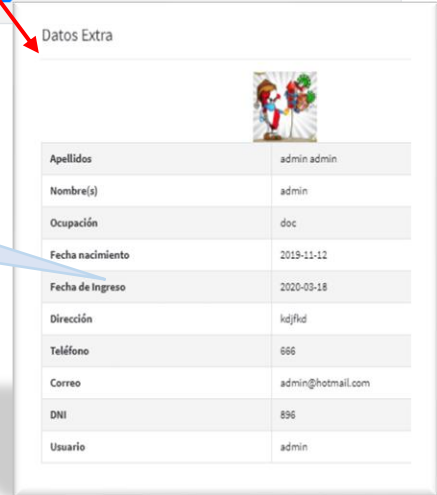 Datos Extra
Apellidos admin admin
Nombre(s) admin
Ocupación doc
Fecha nacimiento 2019-11-12
Fecha de Ingreso 2020-03-18
Dirección kdjfkd
Teléfono 666
Correo admin@hotmail.com
DNI 896
Usuario admin